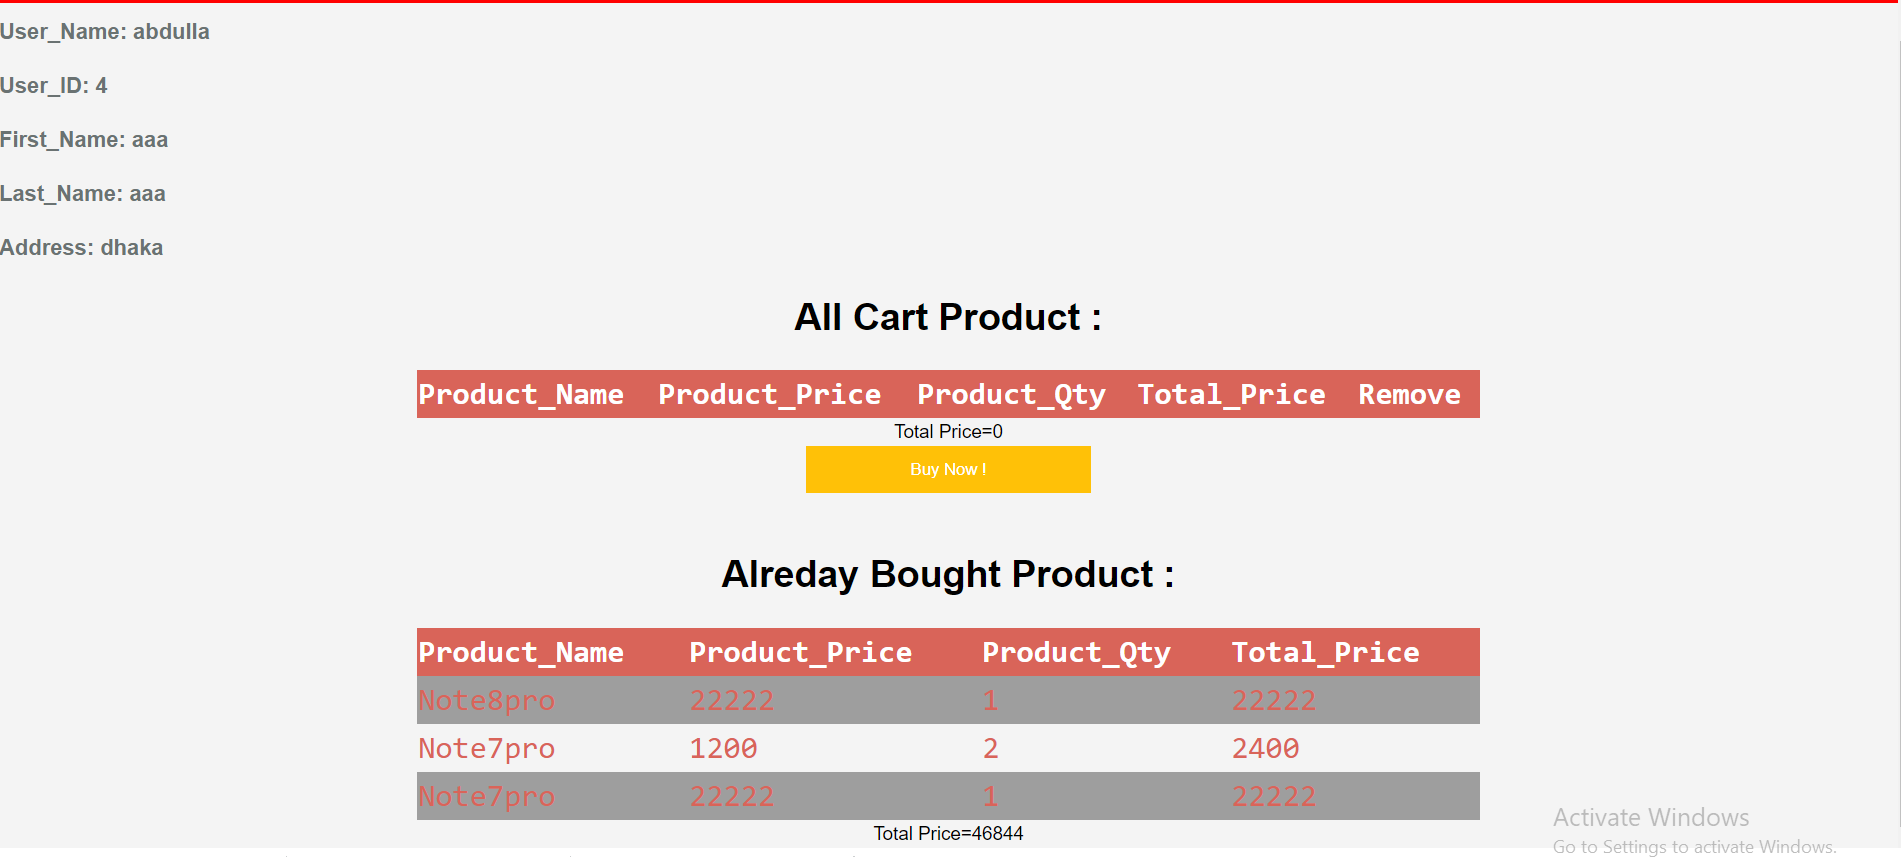 User_Name: abdulla
User_ID: 4
First_Name: aaa
Last_Name: aaa
Address: dhaka
All Cart Product :
Product_Name Product_Price Product_Qty Total_Price Remove
Total Price=0
Buy Now !
Alreday Bought Product :
Product_Name Product_Price Product_Qty Total_Price
Note8pro 22222 1 22222
Note7pro 1200 2 2400
Note7pro 22222 1 22222
Total Price=46844
Activate Windows
Go to Settings to activate Windows.